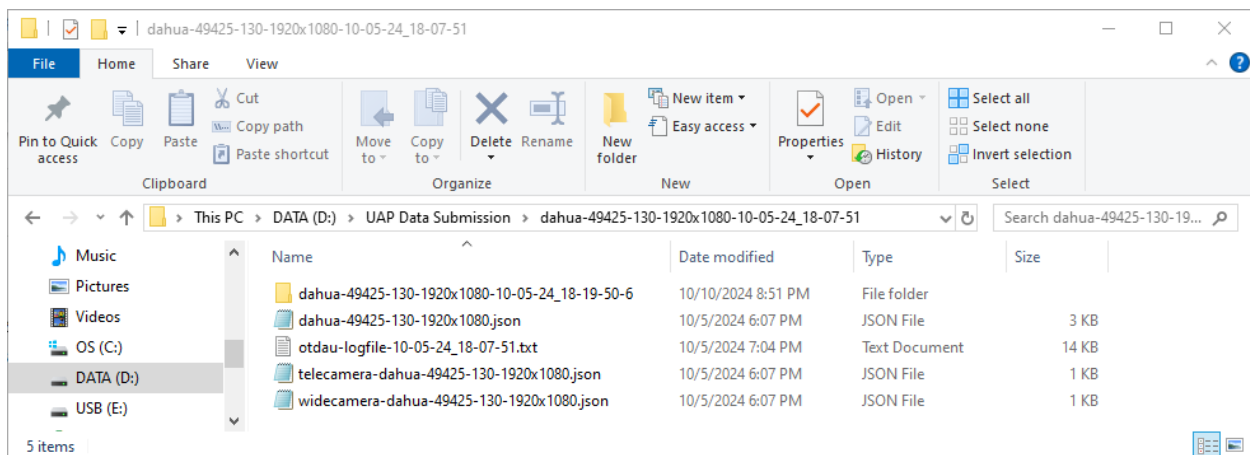 dahua-49425-130-1920x1080-10-05-24_18-07-51
File Home Share View
Pin to Quick access
Copy
Paste
Cut
Copy path
Paste shortcut
Clipboard
Move to
Copy to
Delete
Rename
Organize
New folder
New item
Easy access
New
Properties
Open
Edit
History
Open
Select all
Select none
Invert selection
Select
This PC > DATA (D:) > UAP Data Submission > dahua-49425-130-1920x1080-10-05-24_18-07-51
Search dahua-49425-130-19...
Music
Pictures
Videos
OS (C:)
DATA (D:)
USB (E:)
Name Date modified Type Size
dahua-49425-130-1920x1080-10-05-24_18-19-50-6 10/10/2024 8:51 PM File folder
dahua-49425-130-1920x1080.json 10/5/2024 6:07 PM JSON File 3 KB
otdau-logfile-10-05-24_18-07-51.txt 10/5/2024 7:04 PM Text Document 14 KB
telecamera-dahua-49425-130-1920x1080.json 10/5/2024 6:07 PM JSON File 1 KB
widecamera-dahua-49425-130-1920x1080.json 10/5/2024 6:07 PM JSON File 1 KB
5 items